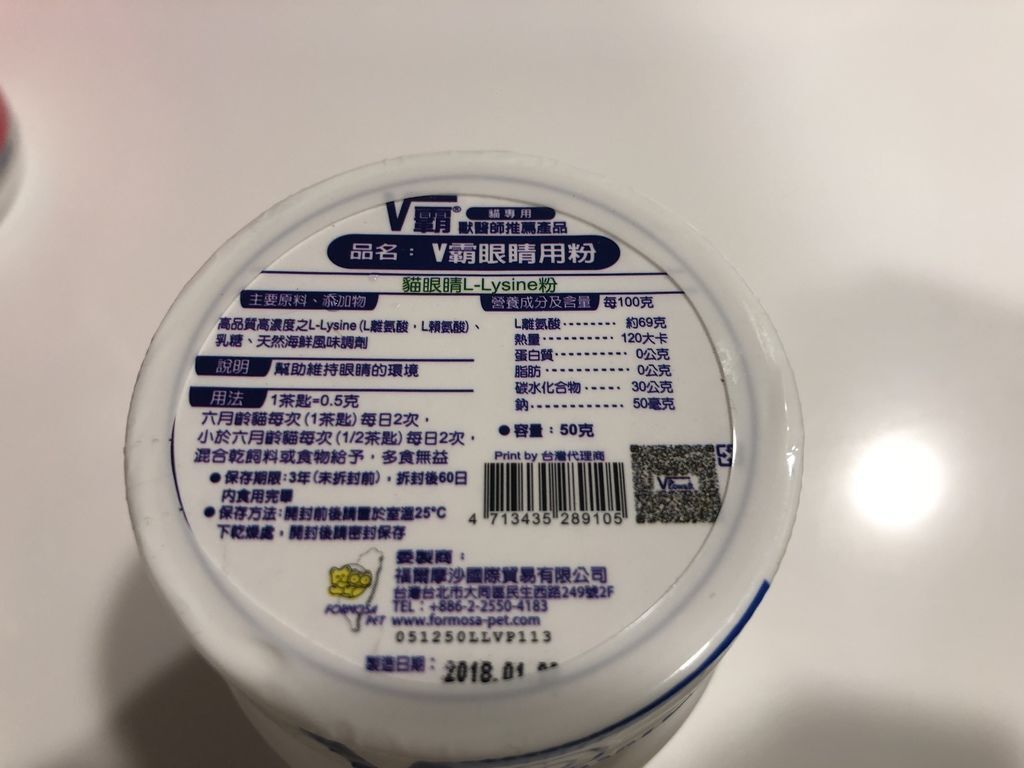 V霸®
貓專用
獸醫師推薦產品
品名：V霸眼睛用粉
貓眼睛L-Lysine粉
主要原料、添加物
高品質高濃度之L-Lysine (L離氨酸，L賴氨酸)、
乳糖、天然海鮮風味調劑
說明 幫助維持眼睛的環境
用法 1茶匙=0.5克
六月齡貓每次 (1茶匙) 每日2次，
小於六月齡貓每次 (1/2茶匙) 每日2次，
混合乾飼料或食物給予，多食無益
●保存期限：3年(未拆封前)，拆封後60日
內食用完畢
●保存方法：開封前後請置於室溫25°C
下乾燥處，開封後請密封保存
營養成分及含量 每100克
L離氨酸········ 約69克
熱量··········· 120大卡
蛋白質·········· 0公克
脂肪············ 0公克
碳水化合物······ 30公克
鈉·············· 50毫克
●容量：50克
Print by 台灣代理商
4 713435 289105
Vpower
委製商：
福爾摩沙國際貿易有限公司
台灣台北市大同區民生西路249號2F
TEL：+886-2-2550-4183
www.formosa-pet.com
FORMOSA PET
051250LLVP113
製造日期：2018.01